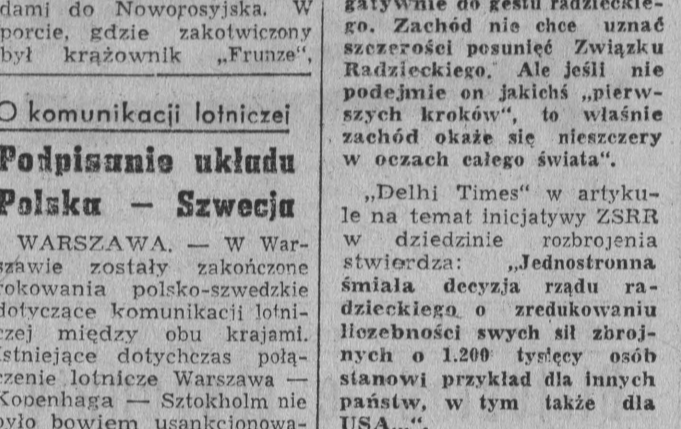 dami do Noworosyjska. W
porcie, gdzie zakotwiczony
był krążownik „Frunze“,
O komunikacji lotniczej
Podpisanie układu
Polska — Szwecja
WARSZAWA. — W War-
szawie zostały zakończone
rokowania polsko-szwedzkie
dotyczące komunikacji lotni-
czej między obu krajami.
Istniejące dotychczas połą-
czenie lotnicze Warszawa —
Kopenhaga — Sztokholm nie
było bowiem usankcjonowa-
gatywnie do gestu radzieckie-
go. Zachód nie chce uznać
szczerości posunięć Związku
Radzieckiego. Ale jeśli nie
podejmie on jakichś „pierw-
szych kroków“, to właśnie
zachód okaże się nieszczery
w oczach całego świata“.
„Delhi Times“ w artyku-
le na temat inicjatywy ZSRR
w dziedzinie rozbrojenia
stwierdza: „Jednostronna
śmiała decyzja rządu ra-
dzieckiego o zredukowaniu
liczebności swych sił zbroj-
nych o 1.200 tysięcy osób
stanowi przykład dla innych
państw, w tym także dla
USA...“.